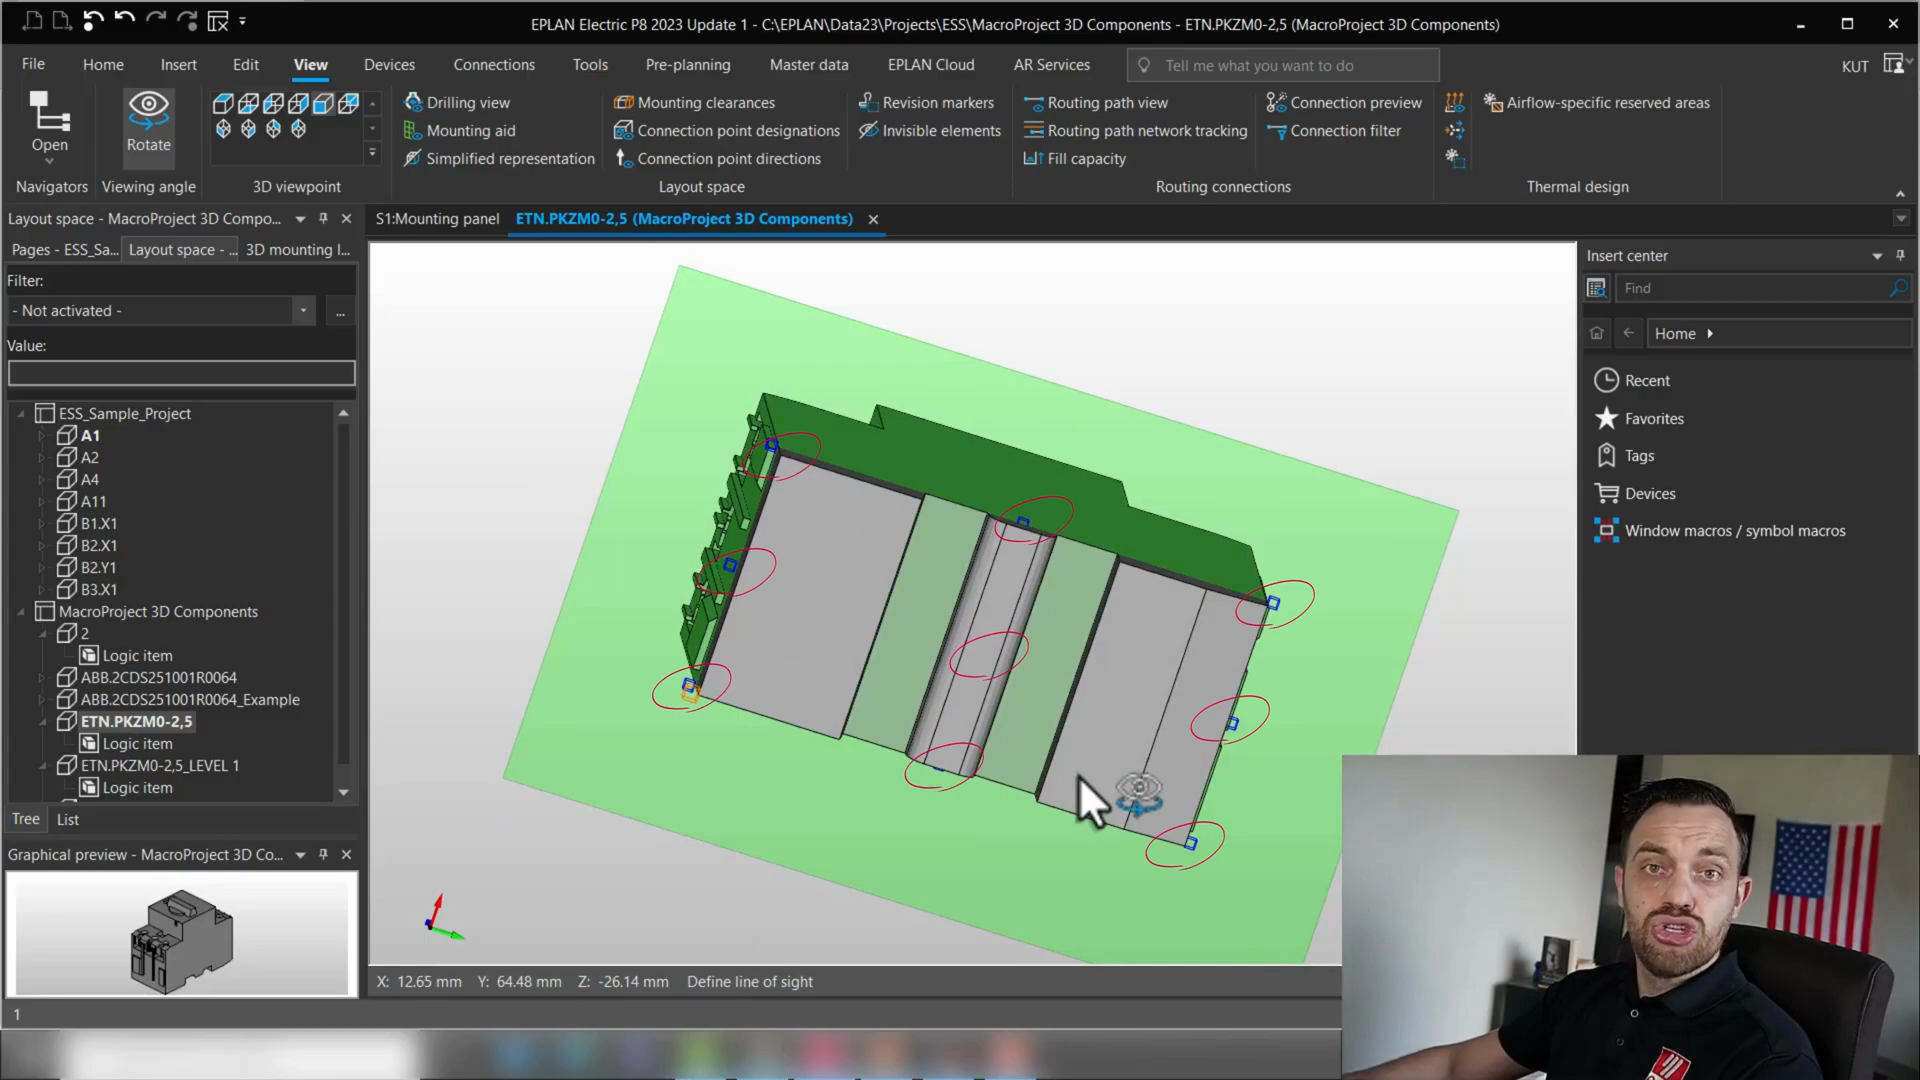 EPLAN Electric P8 2023 Update 1 - C:\EPLAN\Data23\Projects\ESS\MacroProject 3D Components - ETN.PKZM0-2,5 (MacroProject 3D Components)
File Home Insert Edit View Devices Connections Tools Pre-planning Master data EPLAN Cloud AR Services Tell me what you want to do KUT
Drilling view Mounting clearances Revision markers Routing path view Connection preview Airflow-specific reserved areas
Mounting aid Connection point designations Invisible elements Routing path network tracking Connection filter
Open Rotate Simplified representation Connection point directions Fill capacity
Navigators Viewing angle 3D viewpoint Layout space Routing connections Thermal design
Layout space - MacroProject 3D Compo...
S1:Mounting panel ETN.PKZM0-2,5 (MacroProject 3D Components)
Pages - ESS_Sa... Layout space - ... 3D mounting l...
Insert center
Filter:
Find
- Not activated - ...
Home
Value:
Recent
Favorites
Tags
Devices
Window macros / symbol macros
ESS_Sample_Project
A1
A2
A4
A11
B1.X1
B2.X1
B2.Y1
B3.X1
MacroProject 3D Components
2
Logic item
ABB.2CDS251001R0064
ABB.2CDS251001R0064_Example
ETN.PKZM0-2,5
Logic item
ETN.PKZM0-2,5_LEVEL 1
Logic item
Tree List
Graphical preview - MacroProject 3D Co...
X: 12.65 mm Y: 64.48 mm Z: -26.14 mm Define line of sight
1